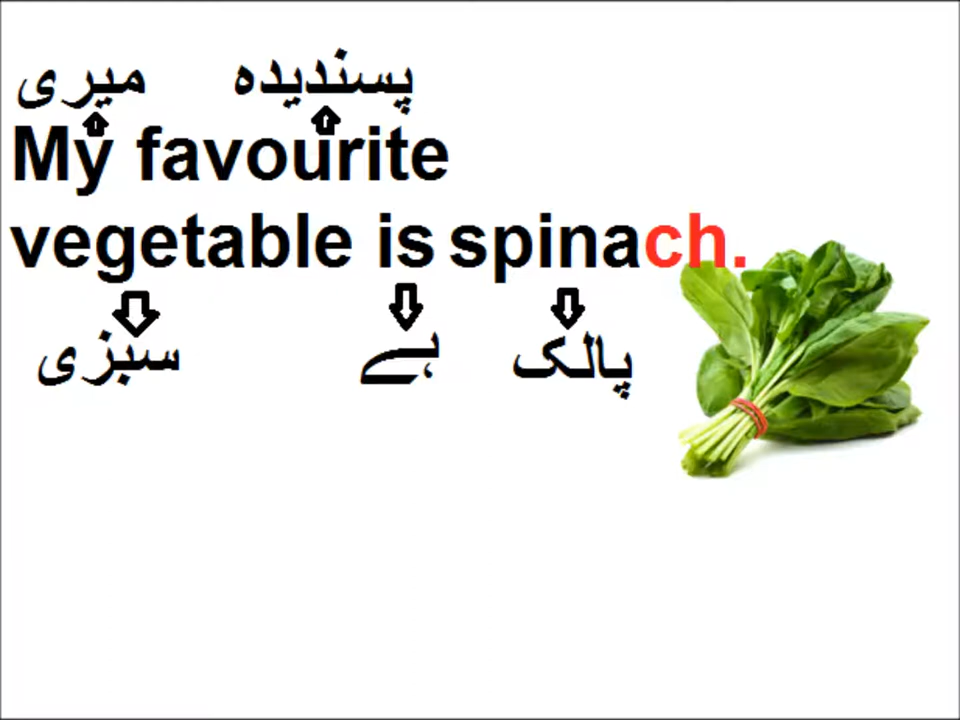 میری پسندیدہ
My favourite
vegetable is spinach.
سبزی ہے پالک